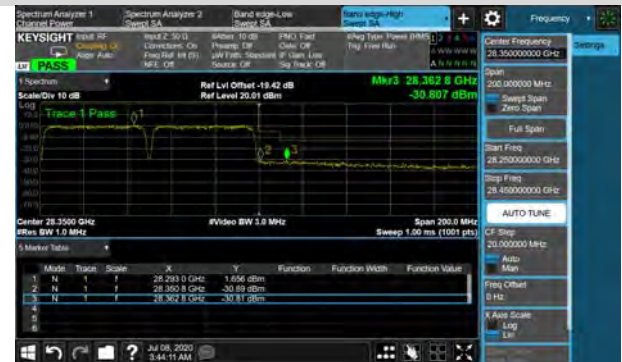 Spectrum Analyzer 1
Channel Power
Spectrum Analyzer 2
Swept SA
Band edge-Low
Swept SA
Band edge-High
Swept SA
Frequency
KEYSIGHT
Input: RF
Coupling: DC
Align: Auto
Input Z: 50 Ω
Corrections: On
Freq Ref: Int (S)
NFE: Off
#Atten: 10 dB
Preamp: Off
µW Path: Standard
Source: Off
PNO: Fast
Gate: Off
IF Gain: Low
Sig Track: Off
#Avg Type: Power (RMS)
Trig: Free Run
PASS
Center Frequency
28.350000000 GHz
Settings
Span
200.000000 MHz
Swept Span
Zero Span
Full Span
Start Freq
28.250000000 GHz
Stop Freq
28.450000000 GHz
AUTO TUNE
CF Step
20.000000 MHz
Auto
Man
Freq Offset
0 Hz
X Axis Scale
Log
Lin
1 Spectrum
Scale/Div 10 dB
Ref Lvl Offset -19.42 dB
Ref Level 20.01 dBm
Mkr3 28.362 8 GHz
-30.807 dBm
Log
Trace 1 Pass
1
2
3
Center 28.3500 GHz
#Res BW 1.0 MHz
#Video BW 3.0 MHz
Span 200.0 MHz
Sweep 1.00 ms (1001 pts)
5 Marker Table
Mode Trace Scale X Y Function Function Width Function Value
1 N 1 f 28.293 0 GHz 1.656 dBm
2 N 1 f 28.350 8 GHz -30.69 dBm
3 N 1 f 28.362 8 GHz -30.81 dBm
4
5
6
Jul 08, 2020
3:44:11 AM